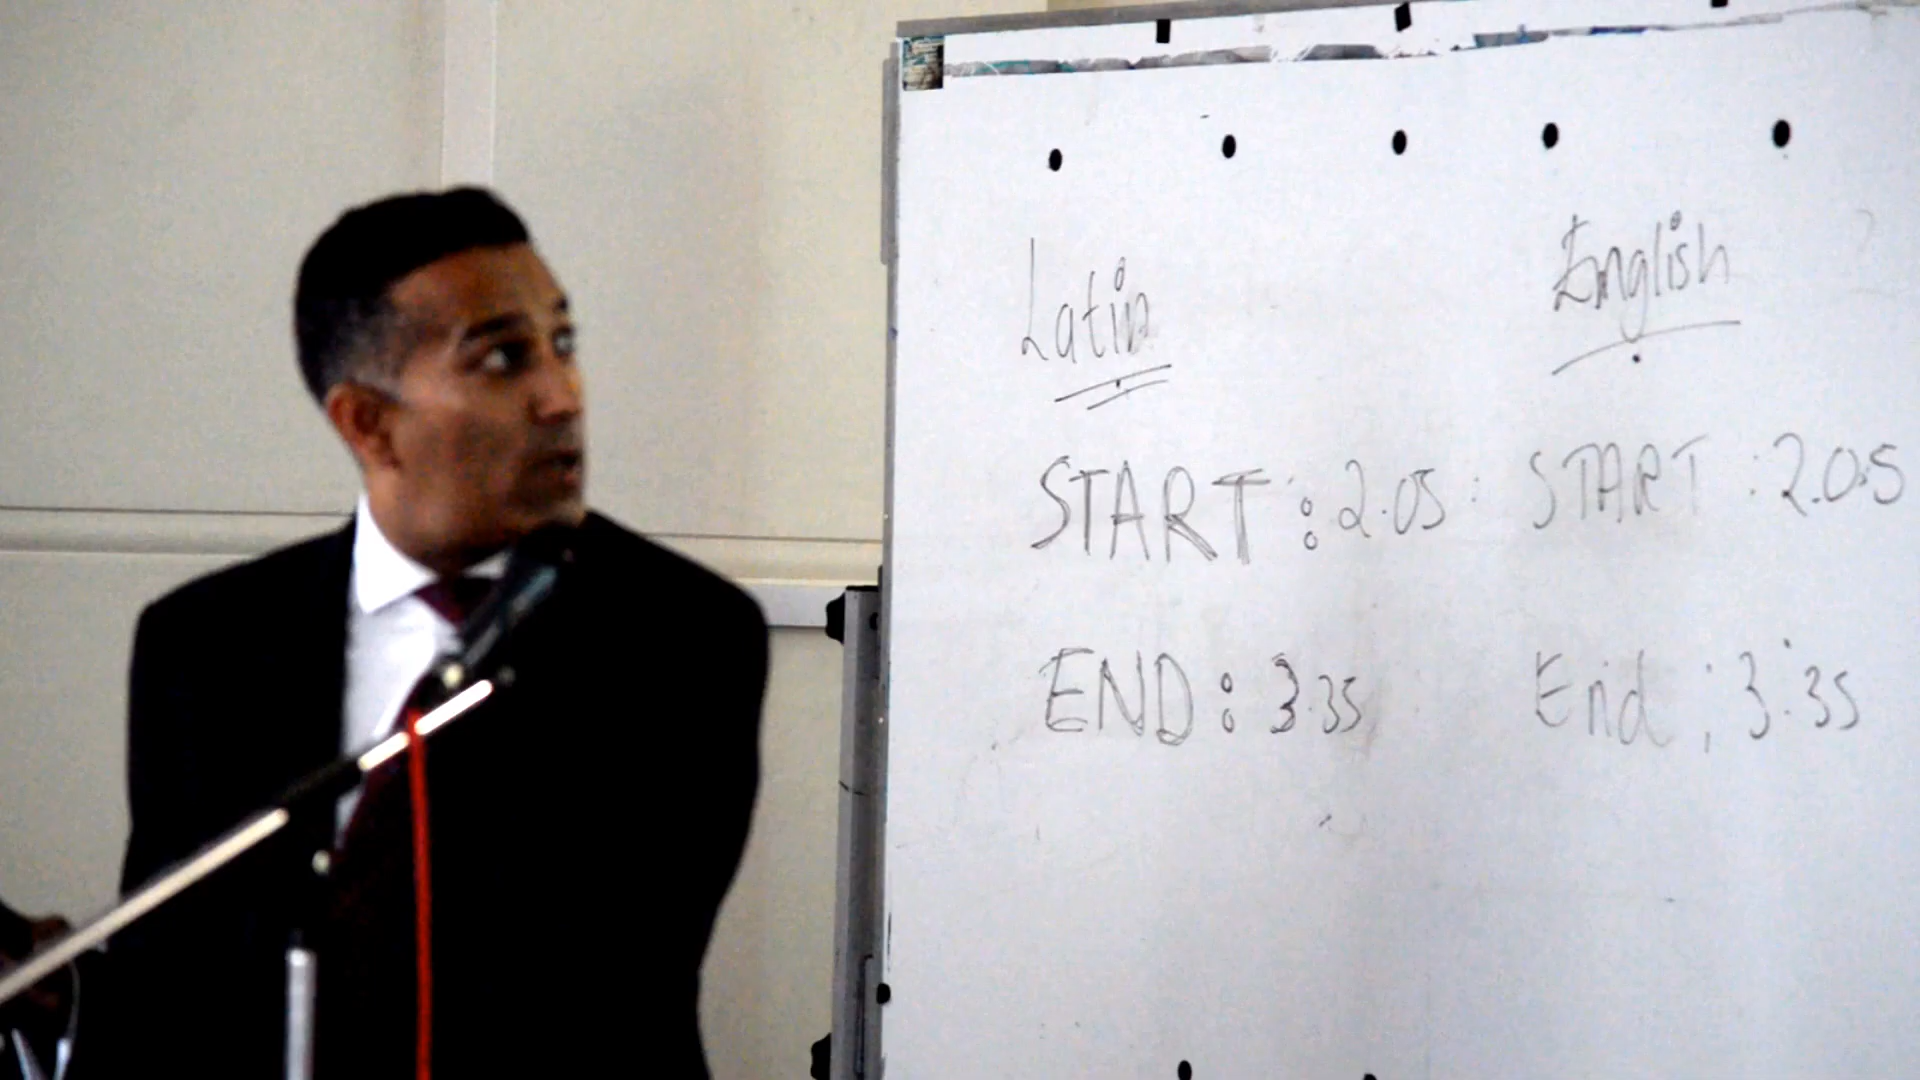 Latin
English
START : 2.05
START : 2.05
END : 3.35
End : 3.35